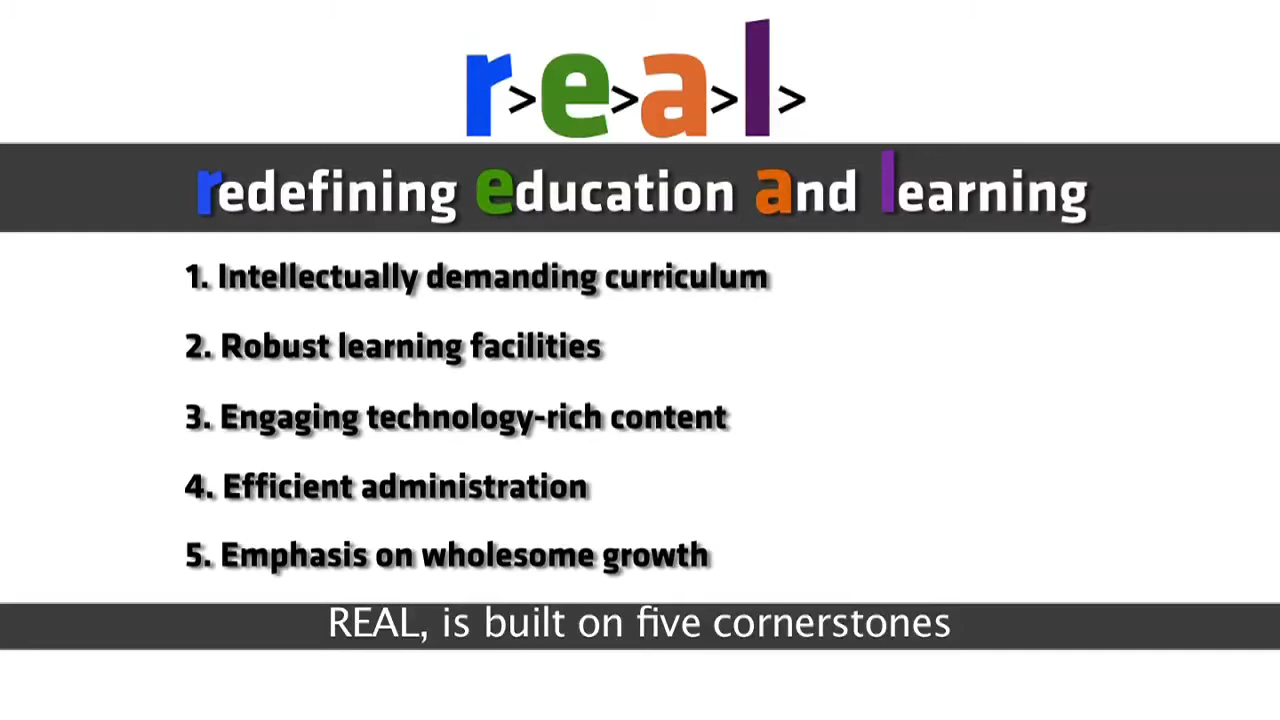 r>e>a>l>
redefining education and learning
1. Intellectually demanding curriculum
2. Robust learning facilities
3. Engaging technology-rich content
4. Efficient administration
5. Emphasis on wholesome growth
REAL, is built on five cornerstones